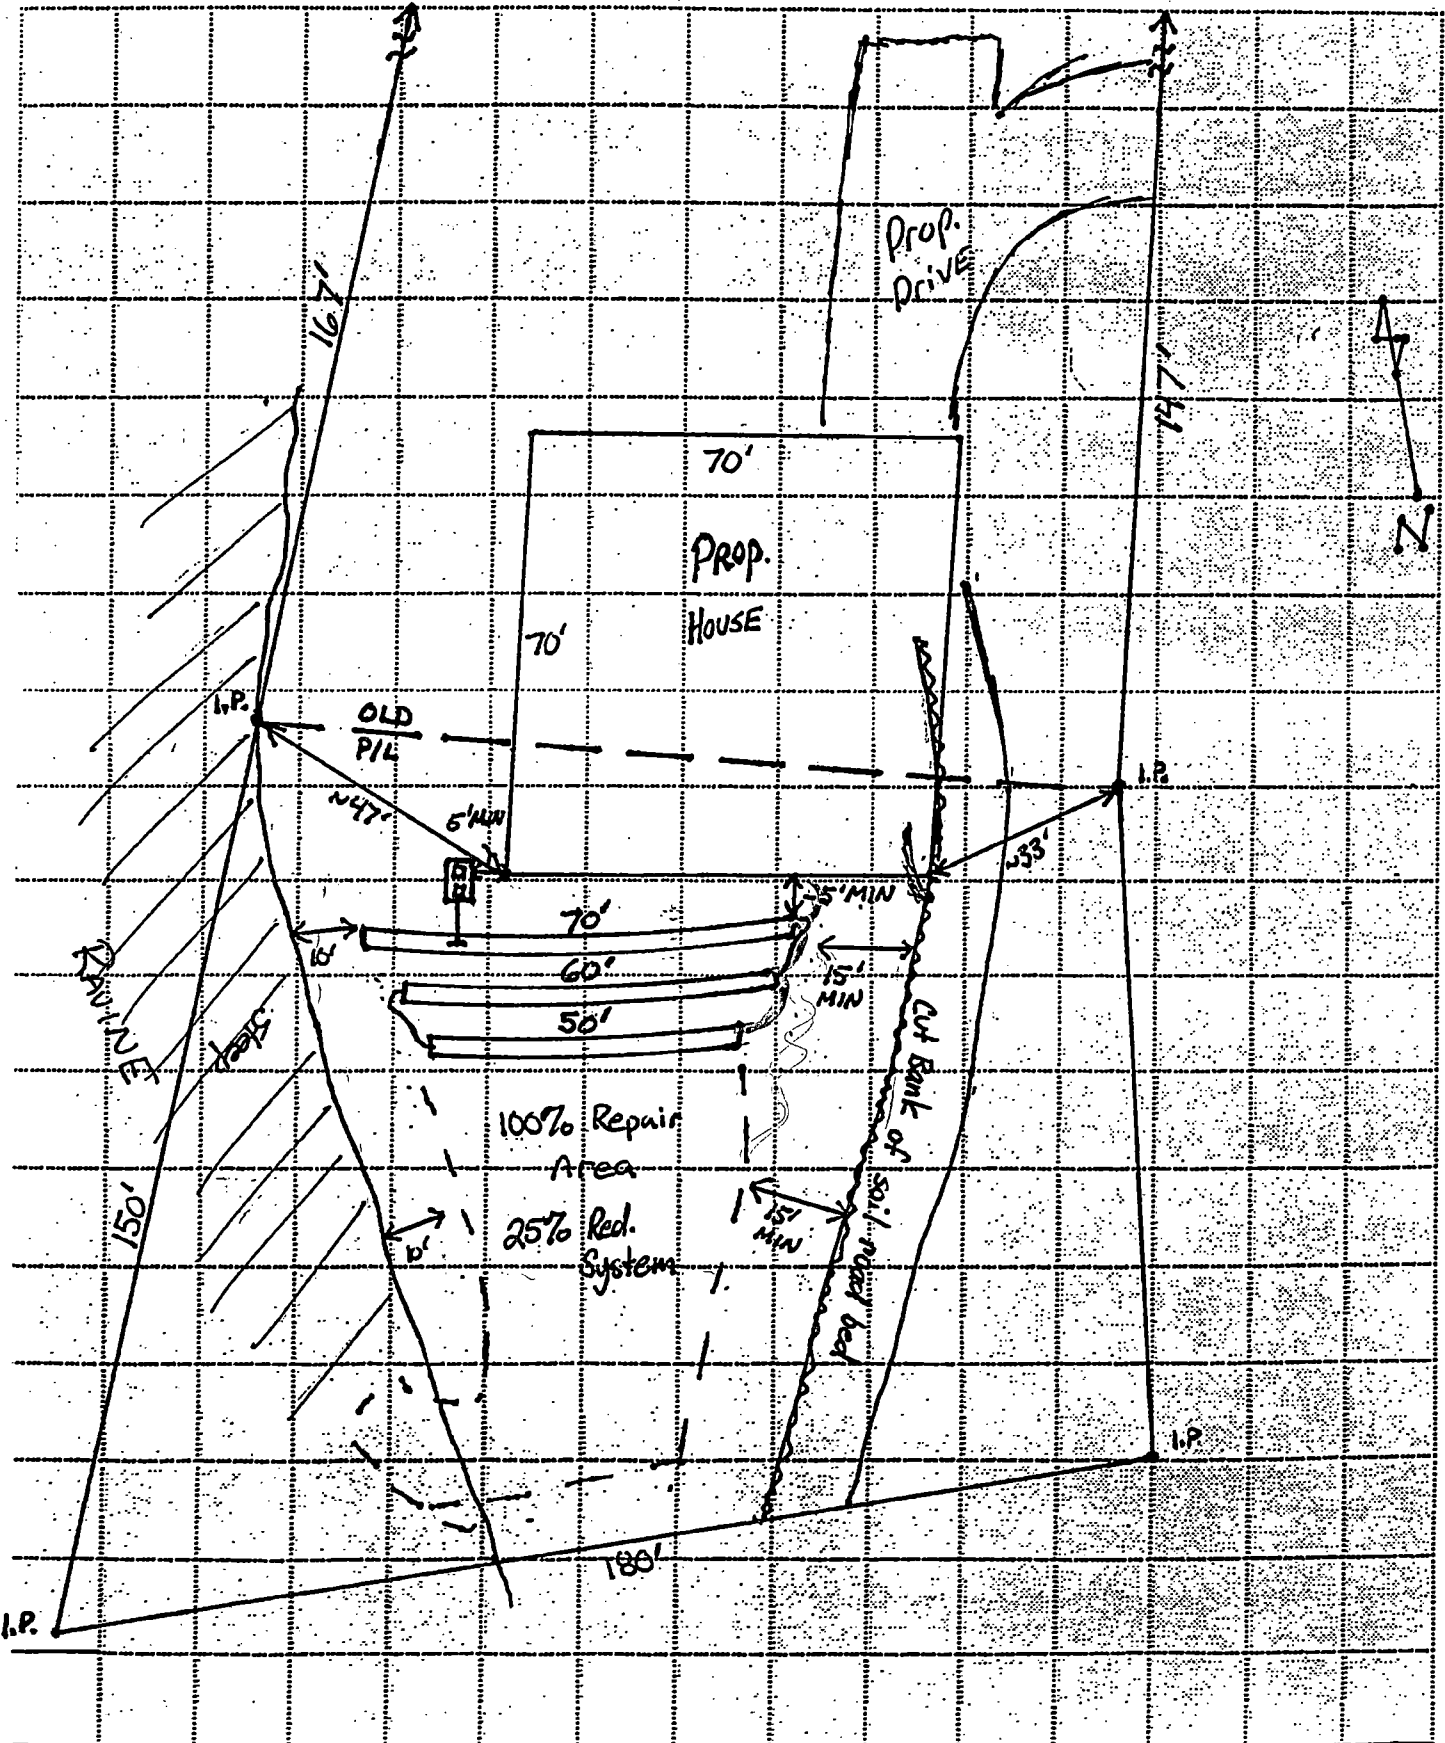 167'
Prop.
Drive
147'
N
70'
PROP.
HOUSE
70'
I.P.
OLD
P/L
I.P.
~47'
5'MIN
~33'
5'MIN
70'
10'
60'
15'
MIN
50'
RAVINE
Steep
Cut Bank of soil road bed
100% Repair
Area
25% Red.
System
150'
10'
15'
MIN
I.P.
180'
I.P.